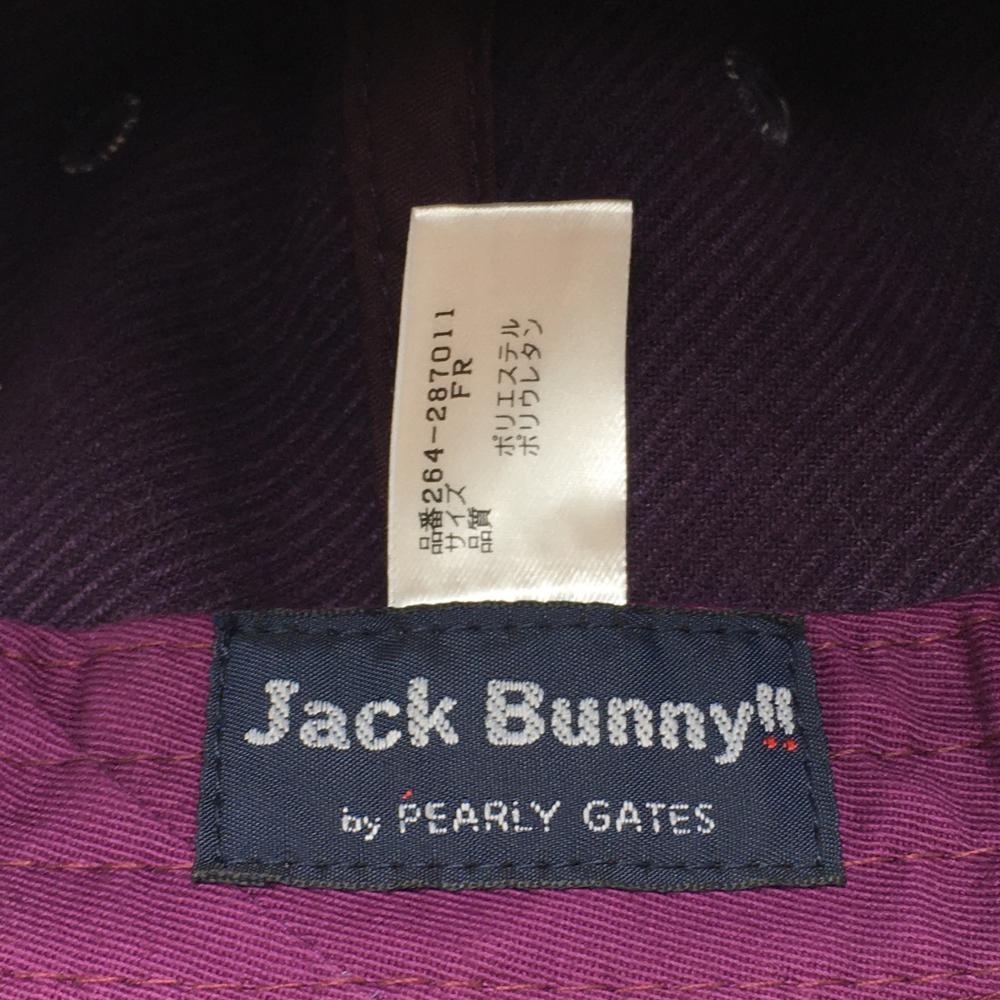 品番264-287011
サイズ FR
品質
ポリエステル
ポリウレタン
Jack Bunny!!
by PEARLY GATES